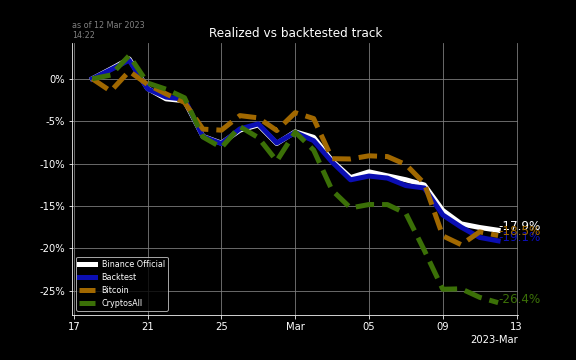 as of 12 Mar 2023
14:22
Realized vs backtested track
0%
-5%
-10%
-15%
-20%
-25%
-17.9%
-18.5%
-19.1%
-26.4%
Binance Official
Backtest
Bitcoin
CryptosAll
17
21
25
Mar
05
09
13
2023-Mar